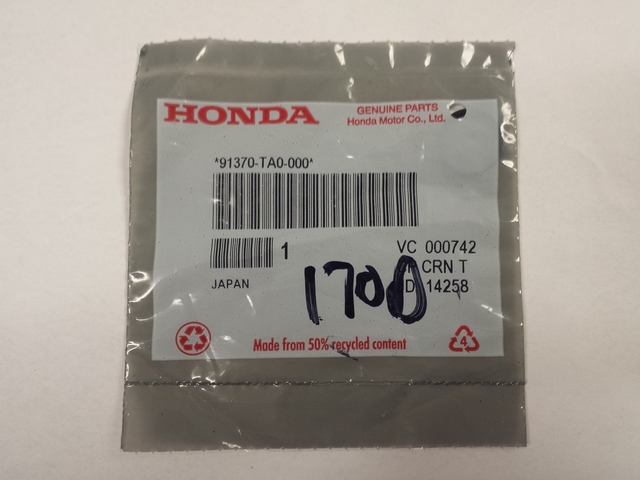 HONDA
GENUINE PARTS
Honda Motor Co., Ltd.
*91370-TA0-000*
1
VC 000742
CRN T
D 14258
JAPAN
1700
Made from 50% recycled content
4